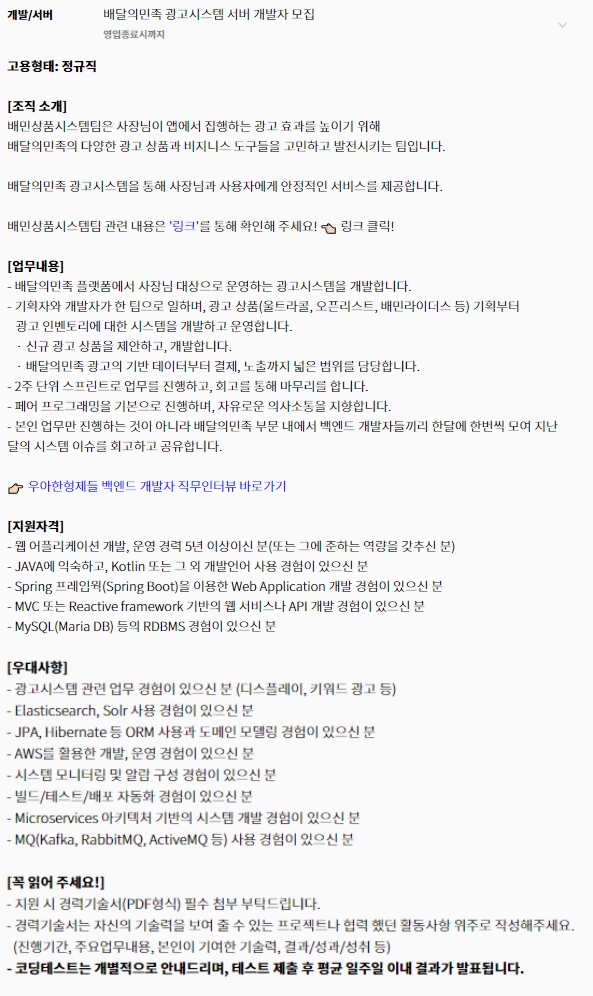 개발/서버
배달의민족 광고시스템 서버 개발자 모집
영입종료시까지
고용형태: 정규직
[조직 소개]
배민상품시스템팀은 사장님이 앱에서 집행하는 광고 효과를 높이기 위해
배달의민족의 다양한 광고 상품과 비지니스 도구들을 고민하고 발전시키는 팀입니다.
배달의민족 광고시스템을 통해 사장님과 사용자에게 안정적인 서비스를 제공합니다.
배민상품시스템팀 관련 내용은 '링크'를 통해 확인해 주세요! 👈 링크 클릭!
[업무내용]
- 배달의민족 플랫폼에서 사장님 대상으로 운영하는 광고시스템을 개발합니다.
- 기획자와 개발자가 한 팀으로 일하며, 광고 상품(울트라콜, 오픈리스트, 배민라이더스 등) 기획부터
광고 인벤토리에 대한 시스템을 개발하고 운영합니다.
· 신규 광고 상품을 제안하고, 개발합니다.
· 배달의민족 광고의 기반 데이터부터 결제, 노출까지 넓은 범위를 담당합니다.
- 2주 단위 스프린트로 업무를 진행하고, 회고를 통해 마무리를 합니다.
- 페어 프로그래밍을 기본으로 진행하며, 자유로운 의사소통을 지향합니다.
- 본인 업무만 진행하는 것이 아니라 배달의민족 부문 내에서 백엔드 개발자들끼리 한달에 한번씩 모여 지난
달의 시스템 이슈를 회고하고 공유합니다.
👉 우아한형제들 백엔드 개발자 직무인터뷰 바로가기
[지원자격]
- 웹 어플리케이션 개발, 운영 경력 5년 이상이신 분(또는 그에 준하는 역량을 갖추신 분)
- JAVA에 익숙하고, Kotlin 또는 그 외 개발언어 사용 경험이 있으신 분
- Spring 프레임웍(Spring Boot)을 이용한 Web Application 개발 경험이 있으신 분
- MVC 또는 Reactive framework 기반의 웹 서비스나 API 개발 경험이 있으신 분
- MySQL(Maria DB) 등의 RDBMS 경험이 있으신 분
[우대사항]
- 광고시스템 관련 업무 경험이 있으신 분 (디스플레이, 키워드 광고 등)
- Elasticsearch, Solr 사용 경험이 있으신 분
- JPA, Hibernate 등 ORM 사용과 도메인 모델링 경험이 있으신 분
- AWS를 활용한 개발, 운영 경험이 있으신 분
- 시스템 모니터링 및 알람 구성 경험이 있으신 분
- 빌드/테스트/배포 자동화 경험이 있으신 분
- Microservices 아키텍처 기반의 시스템 개발 경험이 있으신 분
- MQ(Kafka, RabbitMQ, ActiveMQ 등) 사용 경험이 있으신 분
[꼭 읽어 주세요!]
- 지원 시 경력기술서(PDF형식) 필수 첨부 부탁드립니다.
- 경력기술서는 자신의 기술력을 보여 줄 수 있는 프로젝트나 협력 했던 활동사항 위주로 작성해주세요.
(진행기간, 주요업무내용, 본인이 기여한 기술력, 결과/성과/성취 등)
- 코딩테스트는 개별적으로 안내드리며, 테스트 제출 후 평균 일주일 이내 결과가 발표됩니다.